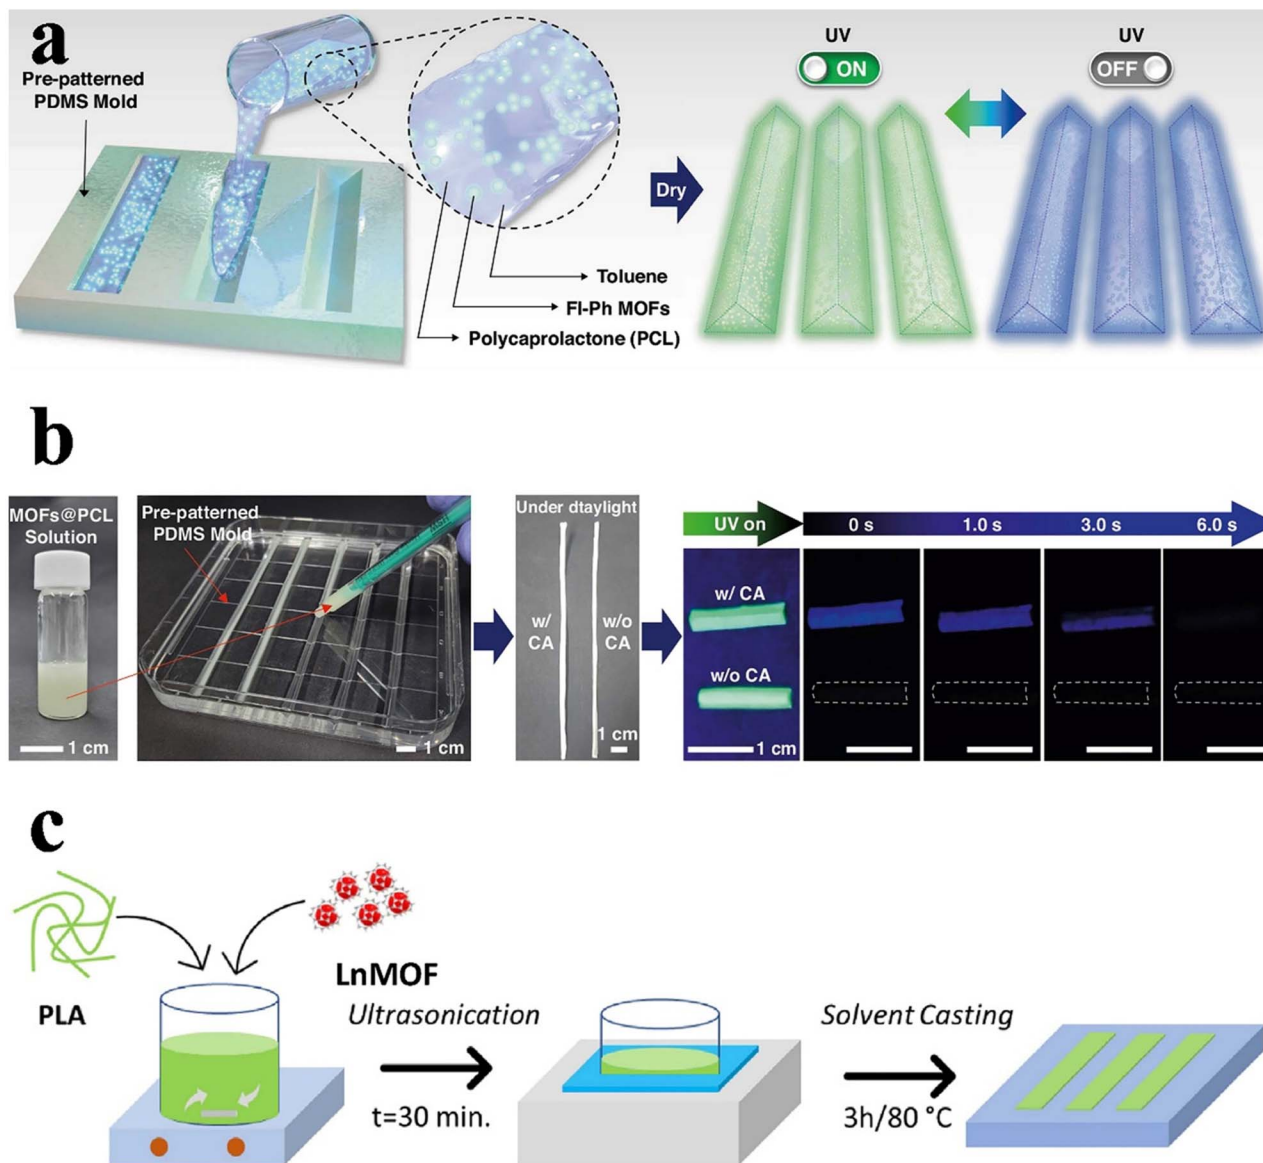 a
Pre-patterned
PDMS Mold
UV
ON
UV
OFF
Dry
Toluene
Fl-Ph MOFs
Polycaprolactone (PCL)
b
MOFs@PCL
Solution
1 cm
Pre-patterned
PDMS Mold
1 cm
Under dtaylight
w/
CA
w/o
CA
1 cm
UV on
0 s
1.0 s
3.0 s
6.0 s
w/ CA
w/o CA
1 cm
c
PLA
LnMOF
Ultrasonication
t=30 min.
Solvent Casting
3h/80 °C